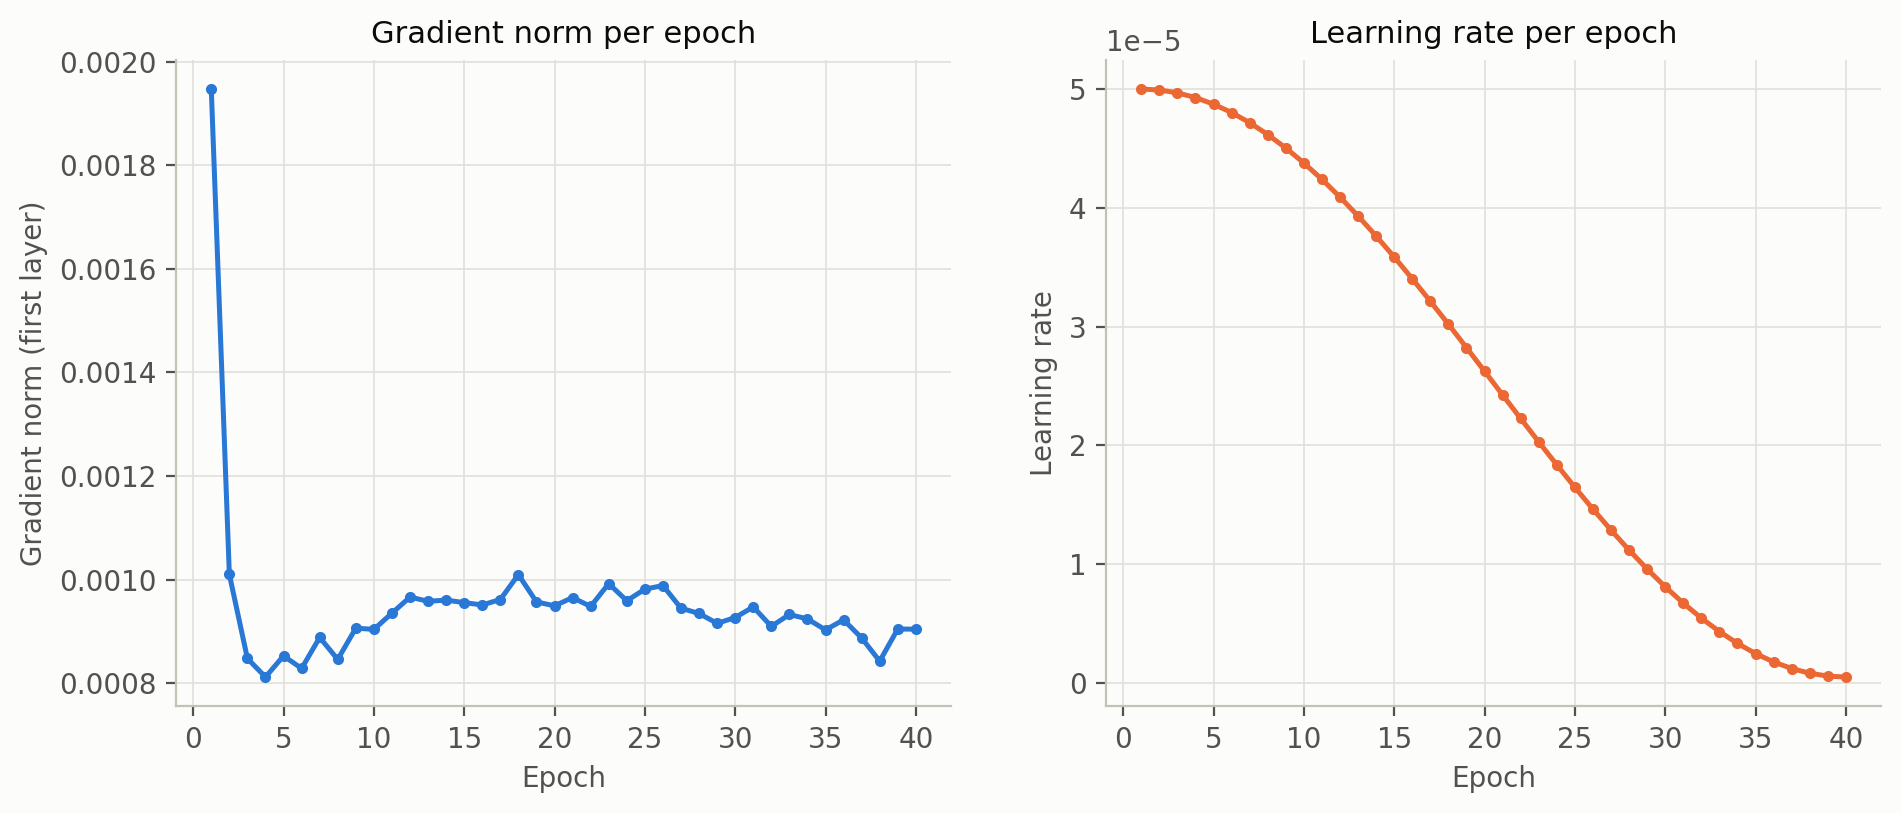 Gradient norm per epoch
0.0020
0.0018
0.0016
0.0014
0.0012
0.0010
0.0008
Gradient norm (first layer)
0 5 10 15 20 25 30 35 40
Epoch
Learning rate per epoch
1e−5
5
4
3
2
1
0
Learning rate
0 5 10 15 20 25 30 35 40
Epoch